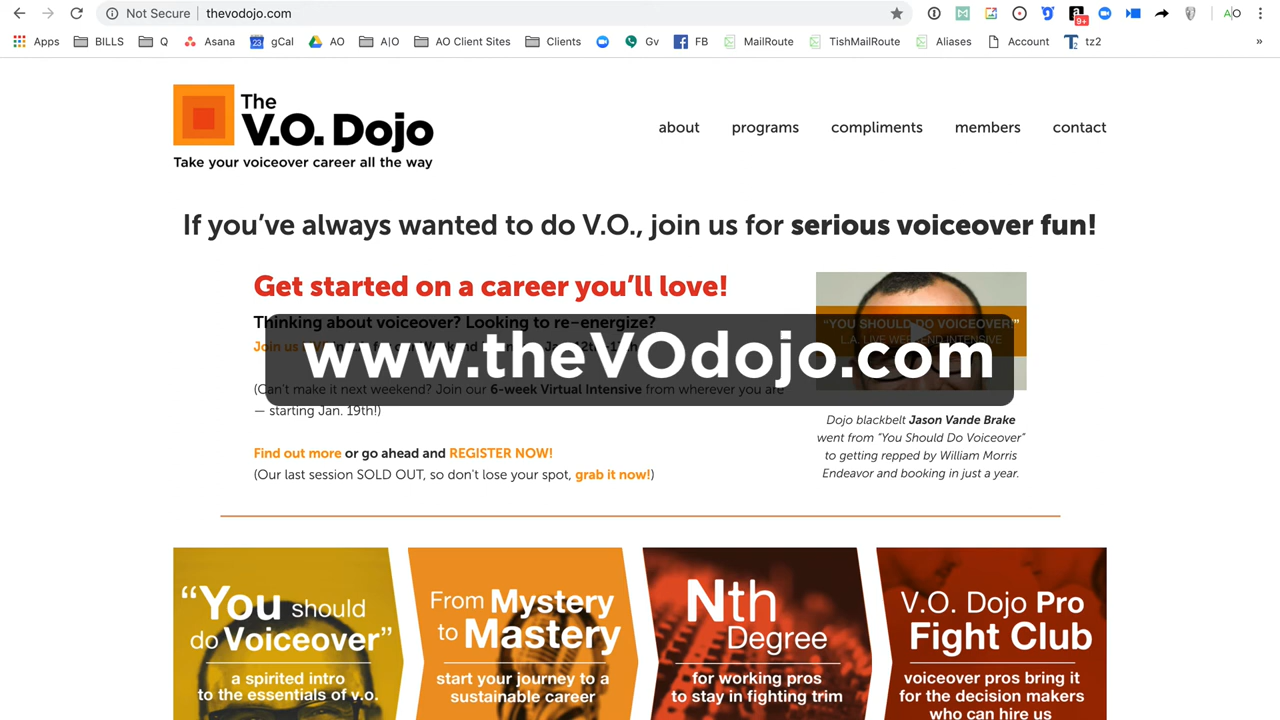 Not Secure | thevodojo.com
9+
A|O
Apps BILLS Q Asana 23 gCal AO A|O AO Client Sites Clients Gv FB MailRoute TishMailRoute Aliases Account tz2 »
The
V.O. Dojo
Take your voiceover career all the way
about programs compliments members contact
If you’ve always wanted to do V.O., join us for serious voiceover fun!
Get started on a career you’ll love!
Thinking about voiceover? Looking to re–energize?
Join us
“YOU SHOULD DO VOICEOVER!”
L.A. LIVE WEEKEND INTENSIVE
www.theVOdojo.com
(Can't make it next weekend? Join our 6-week Virtual Intensive from wherever you are
— starting Jan. 19th!)
Find out more or go ahead and REGISTER NOW!
(Our last session SOLD OUT, so don't lose your spot, grab it now!)
Dojo blackbelt Jason Vande Brake
went from “You Should Do Voiceover”
to getting repped by William Morris
Endeavor and booking in just a year.
“You should
do Voiceover”
a spirited intro
to the essentials of v.o.
From Mystery
to Mastery
start your journey to a
sustainable career
Nth
Degree
for working pros
to stay in fighting trim
V.O. Dojo Pro
Fight Club
voiceover pros bring it
for the decision makers
who can hire us